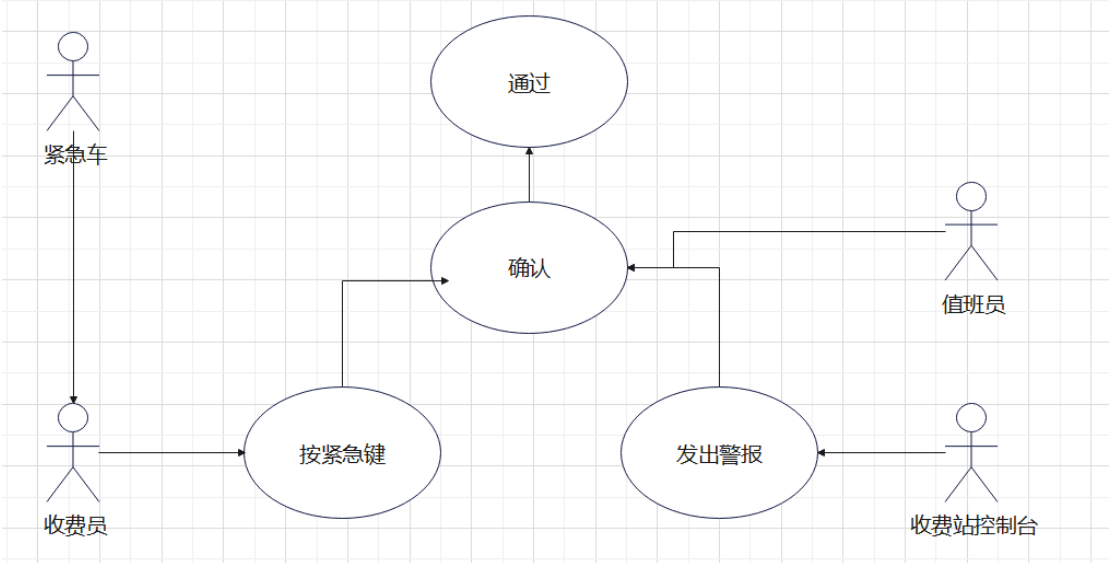 通过
紧急车
确认
值班员
按紧急键
发出警报
收费员
收费站控制台